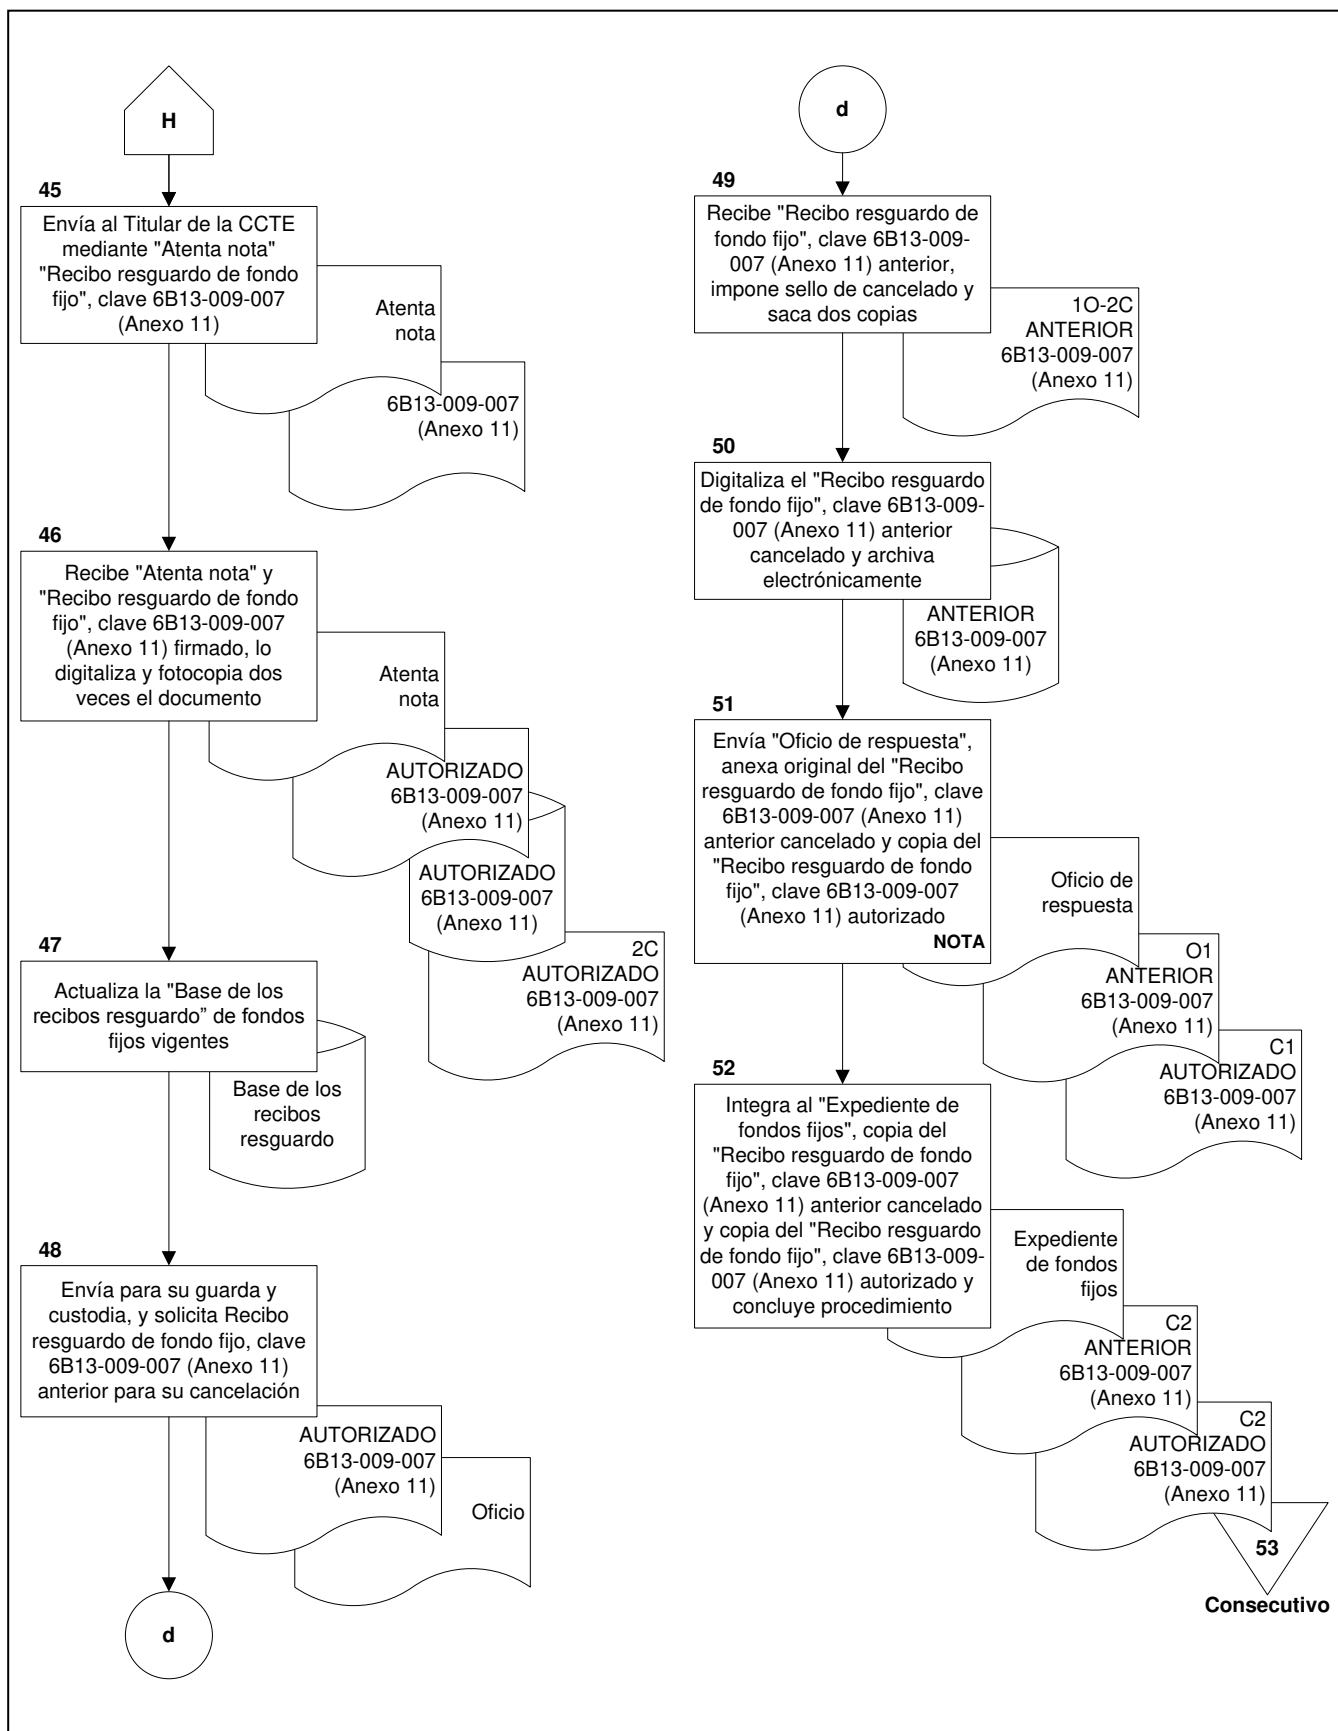 H
45
Envía al Titular de la CCTE
mediante "Atenta nota"
"Recibo resguardo de fondo
fijo", clave 6B13-009-007
(Anexo 11)
Atenta
nota
6B13-009-007
(Anexo 11)
46
Recibe "Atenta nota" y
"Recibo resguardo de fondo
fijo", clave 6B13-009-007
(Anexo 11) firmado, lo
digitaliza y fotocopia dos
veces el documento
Atenta
nota
AUTORIZADO
6B13-009-007
(Anexo 11)
AUTORIZADO
6B13-009-007
(Anexo 11)
2C
AUTORIZADO
6B13-009-007
(Anexo 11)
47
Actualiza la "Base de los
recibos resguardo” de fondos
fijos vigentes
Base de los
recibos
resguardo
48
Envía para su guarda y
custodia, y solicita Recibo
resguardo de fondo fijo, clave
6B13-009-007 (Anexo 11)
anterior para su cancelación
AUTORIZADO
6B13-009-007
(Anexo 11)
Oficio
d
d
49
Recibe "Recibo resguardo de
fondo fijo", clave 6B13-009-
007 (Anexo 11) anterior,
impone sello de cancelado y
saca dos copias
1O-2C
ANTERIOR
6B13-009-007
(Anexo 11)
50
Digitaliza el "Recibo resguardo
de fondo fijo", clave 6B13-009-
007 (Anexo 11) anterior
cancelado y archiva
electrónicamente
ANTERIOR
6B13-009-007
(Anexo 11)
51
Envía "Oficio de respuesta",
anexa original del "Recibo
resguardo de fondo fijo", clave
6B13-009-007 (Anexo 11)
anterior cancelado y copia del
"Recibo resguardo de fondo
fijo", clave 6B13-009-007
(Anexo 11) autorizado
NOTA
Oficio de
respuesta
O1
ANTERIOR
6B13-009-007
(Anexo 11)
C1
AUTORIZADO
6B13-009-007
(Anexo 11)
52
Integra al "Expediente de
fondos fijos", copia del
"Recibo resguardo de fondo
fijo", clave 6B13-009-007
(Anexo 11) anterior cancelado
y copia del "Recibo resguardo
de fondo fijo", clave 6B13-009-
007 (Anexo 11) autorizado y
concluye procedimiento
Expediente
de fondos
fijos
C2
ANTERIOR
6B13-009-007
(Anexo 11)
C2
AUTORIZADO
6B13-009-007
(Anexo 11)
53
Consecutivo